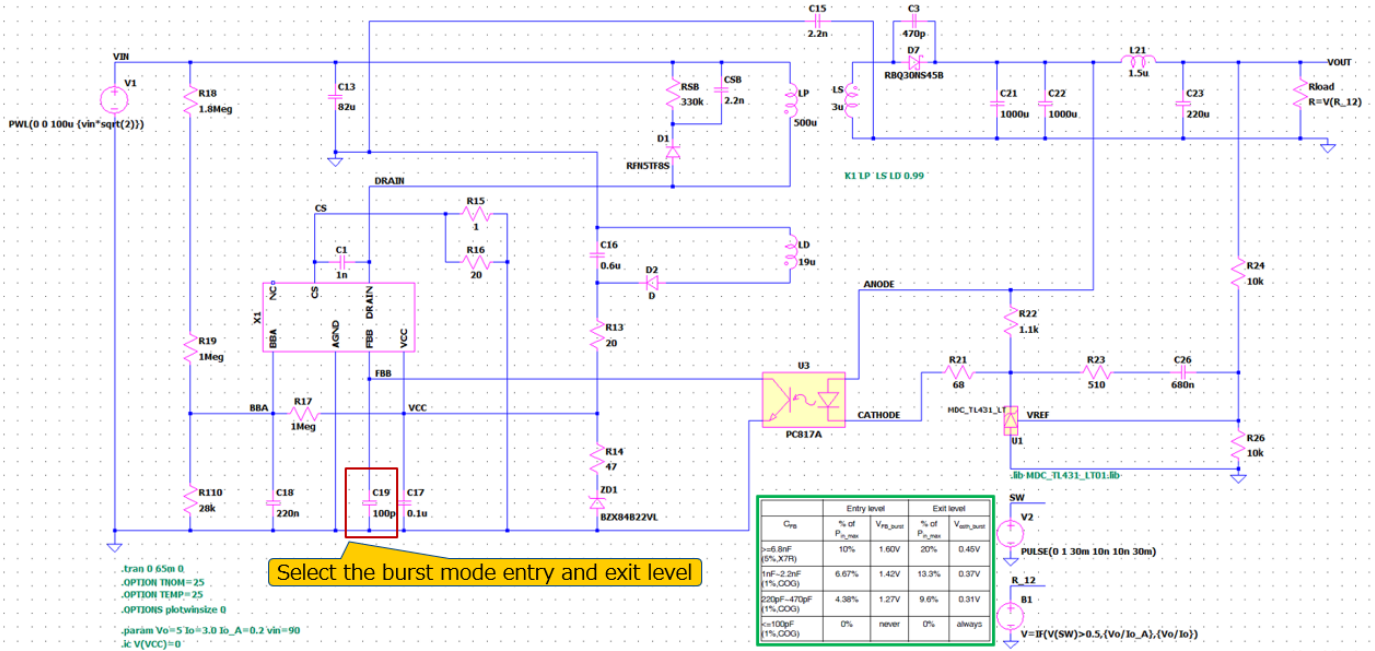 C15
2.2n
C3
470p
D7
RBQ30NS45B
L21
1.5u
VOUT
VIN
V1
PWL(0 0 100u {vin*sqrt(2)})
R18
1.8Meg
C13
82u
RSB
330k
CSB
2.2n
LP
500u
LS
3u
C21
1000u
C22
1000u
C23
220u
Rload
R=V(R_12)
D1
RFN5TF8S
K1 LP LS LD 0.99
DRAIN
CS
R15
1
R16
20
C1
1n
C16
0.6u
LD
19u
D2
D
X1
NC
CS
DRAIN
BBA
AGND
FBB
VCC
R19
1Meg
R13
20
ANODE
R22
1.1k
R24
10k
FBB
U3
PC817A
CATHODE
R21
68
R23
510
C26
680n
BBA
R17
1Meg
VCC
MDC_TL431_LT
VREF
U1
R26
10k
.lib MDC_TL431_LT01.lib
R14
47
ZD1
BZX84B22VL
R110
28k
C18
220n
C19
100p
C17
0.1u
Select the burst mode entry and exit level
Entry level Exit level
CFB % of Pin_max VFB_burst % of Pin_max Vcsth_burst
>=6.8nF (5%,X7R) 10% 1.60V 20% 0.45V
1nF~2.2nF (1%,COG) 6.67% 1.42V 13.3% 0.37V
220pF~470pF (1%,COG) 4.38% 1.27V 9.6% 0.31V
<=100pF (1%,COG) 0% never 0% always
SW
V2
PULSE(0 1 30m 10n 10n 30m)
R_12
B1
V=IF(V(SW)>0.5,{Vo/Io_A},{Vo/Io})
.tran 0 65m 0
.OPTION TNOM=25
.OPTION TEMP=25
.OPTIONS plotwinsize 0
.param Vo=5 Io=3.0 Io_A=0.2 vin=90
.ic V(VCC)=0